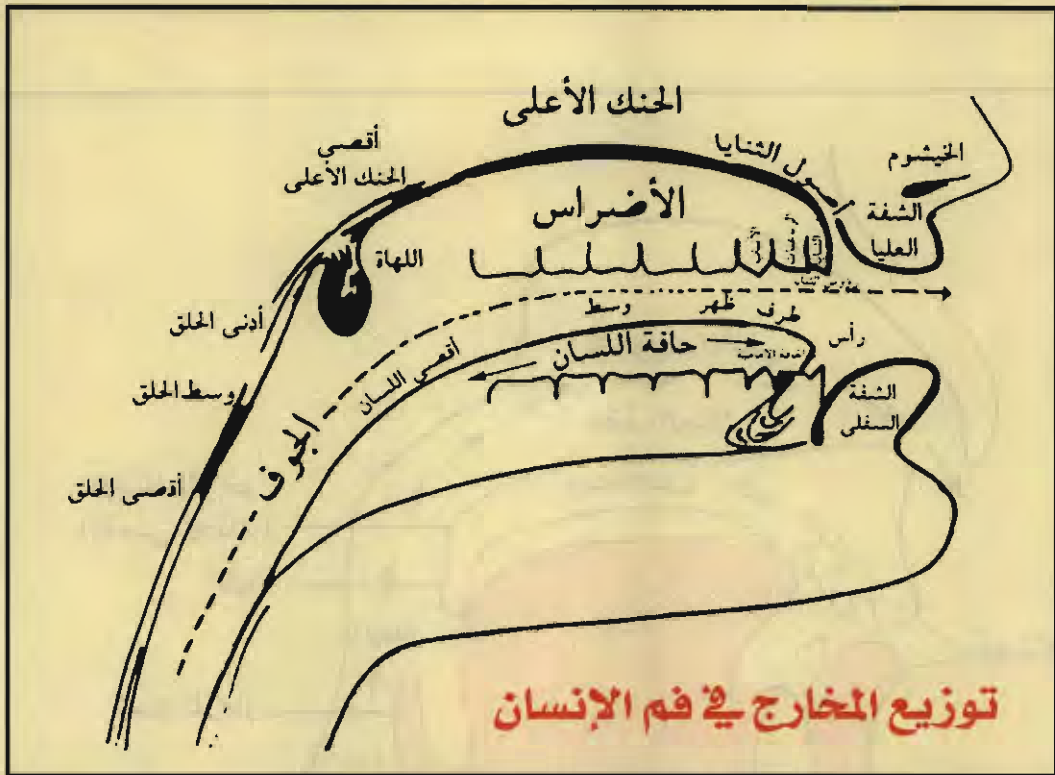 الحنك الأعلى
أصول الثنايا
الخيشوم
أقصى
الحنك الأعلى
الأضراس
الشفة
العليا
اللهاة
أدنى الحلق
وسط
ظهر
طرف
رأس
حافة اللسان
أقصى اللسان
وسط الحلق
الشفة
السفلى
الجوف
أقصى الحلق
توزيع المخارج في فم الإنسان